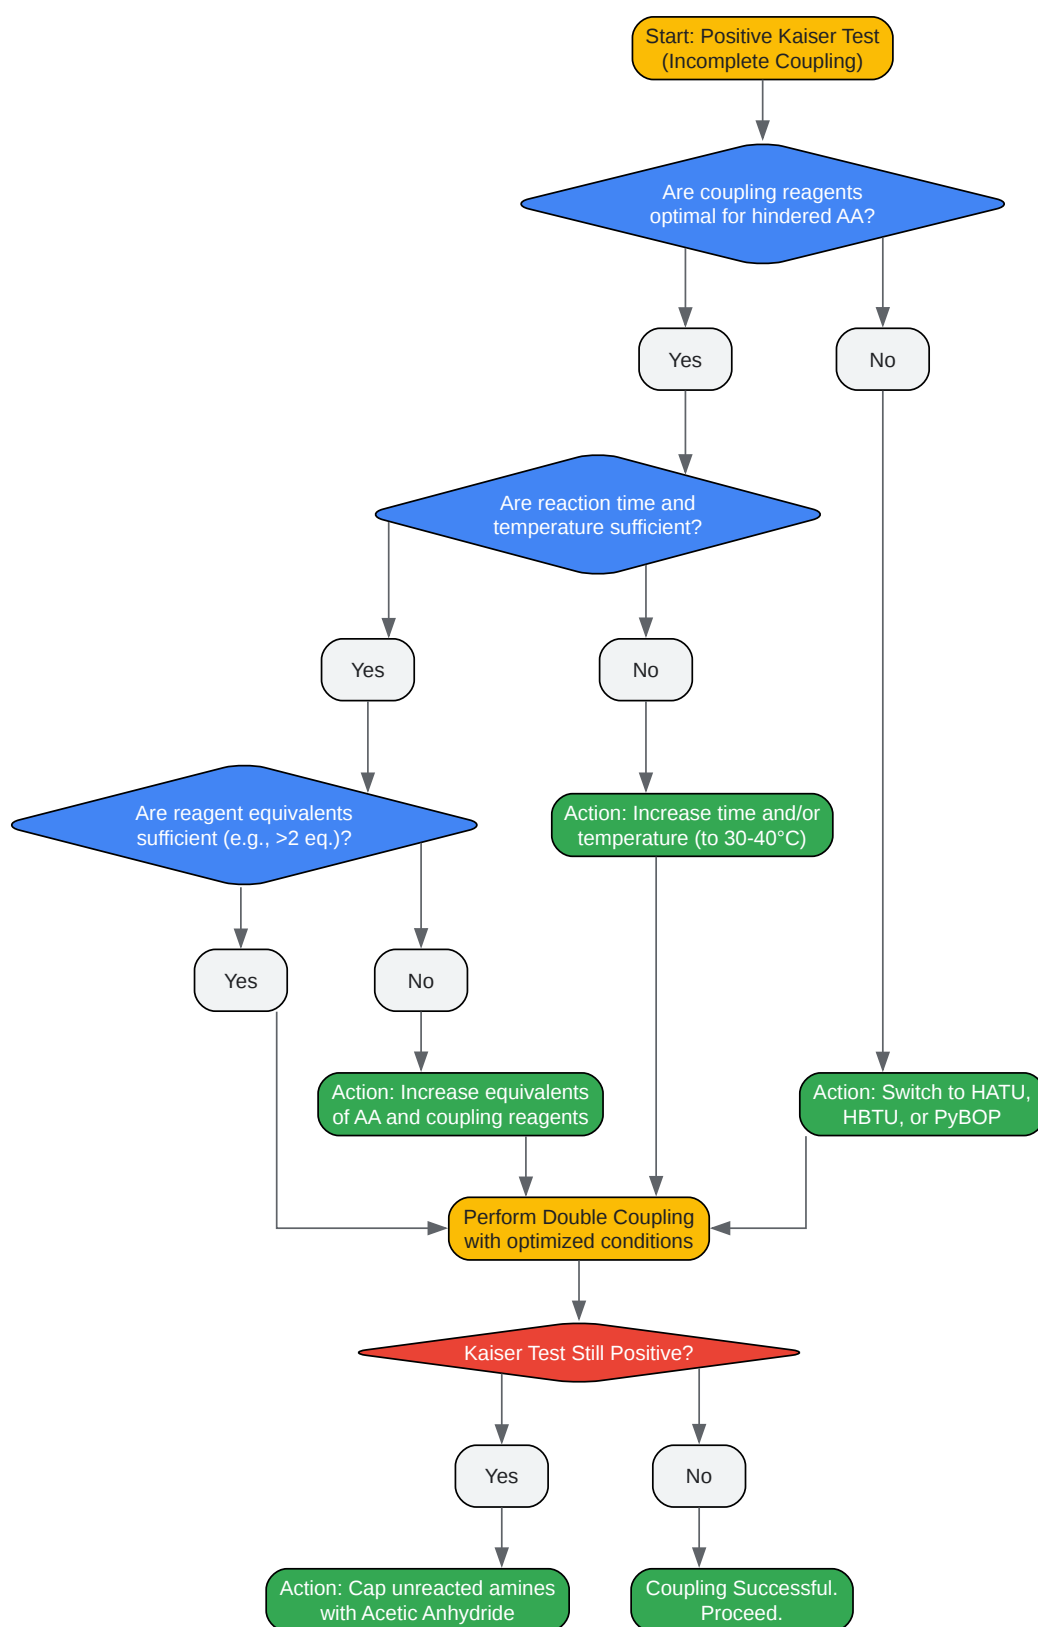 Start: Positive Kaiser Test
(Incomplete Coupling)
Are coupling reagents
optimal for hindered AA?
Yes
No
Are reaction time and
temperature sufficient?
Yes
No
Are reagent equivalents
sufficient (e.g., >2 eq.)?
Action: Increase time and/or
temperature (to 30-40°C)
Yes
No
Action: Increase equivalents
of AA and coupling reagents
Action: Switch to HATU,
HBTU, or PyBOP
Perform Double Coupling
with optimized conditions
Kaiser Test Still Positive?
Yes
No
Action: Cap unreacted amines
with Acetic Anhydride
Coupling Successful.
Proceed.